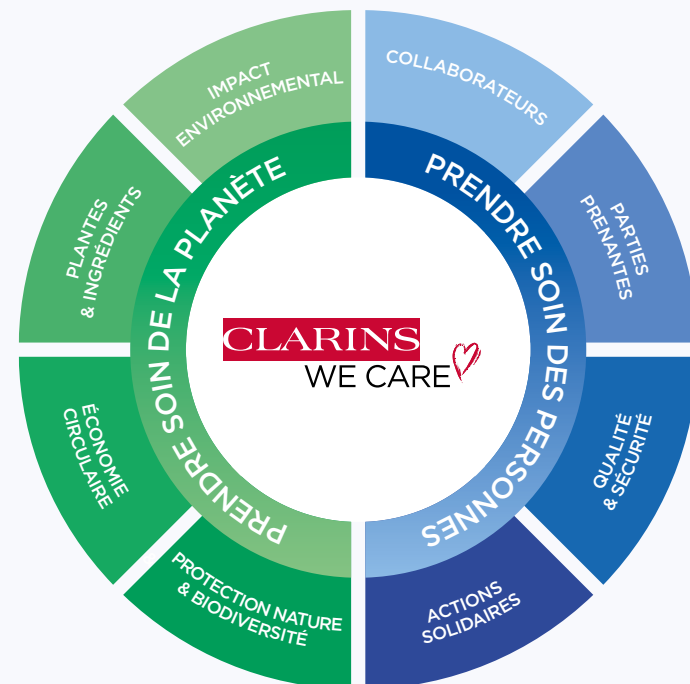 IMPACT
ENVIRONNEMENTAL
COLLABORATEURS
PLANTES
& INGRÉDIENTS
PARTIES
PRENANTES
PRENDRE SOIN DE LA PLANÈTE
PRENDRE SOIN DES PERSONNES
CLARINS
WE CARE
ÉCONOMIE
CIRCULAIRE
QUALITÉ
& SÉCURITÉ
PROTECTION NATURE
& BIODIVERSITÉ
ACTIONS
SOLIDAIRES